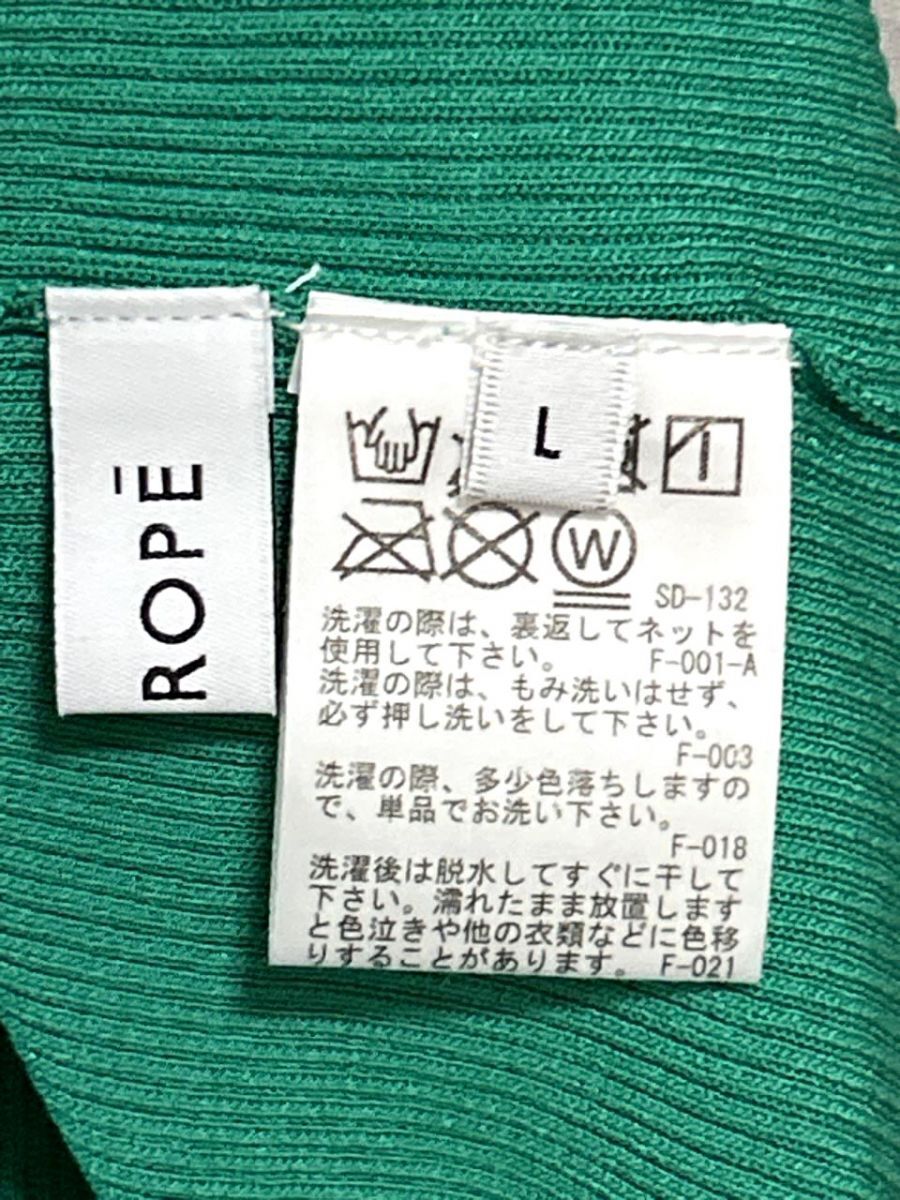 ROPÉ
L
W
SD-132
洗濯の際は、裏返してネットを
使用して下さい。 F-001-A
洗濯の際は、もみ洗いはせず、
必ず押し洗いをして下さい。
F-003
洗濯の際、多少色落ちしますの
で、単品でお洗い下さい。
F-018
洗濯後は脱水してすぐに干して
下さい。濡れたまま放置します
と色泣きや他の衣類などに色移
りすることがあります。 F-021